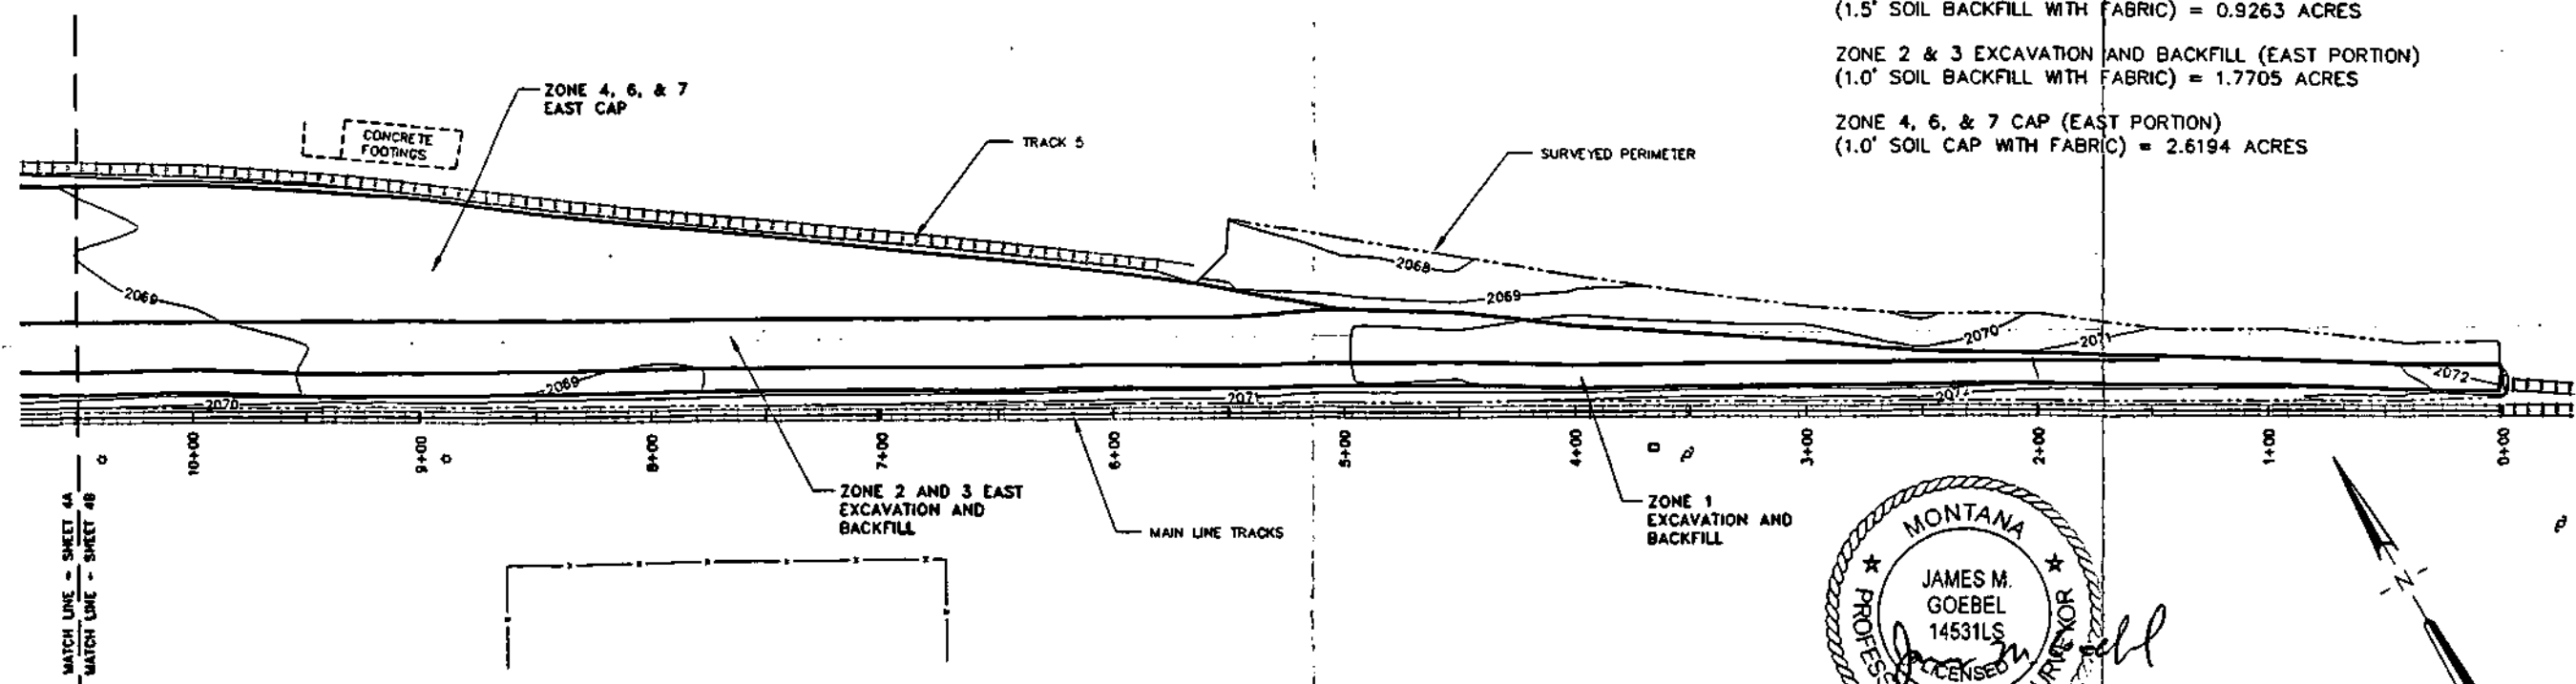 (1.5' SOIL BACKFILL WITH FABRIC) = 0.9263 ACRES
ZONE 2 & 3 EXCAVATION AND BACKFILL (EAST PORTION)
(1.0' SOIL BACKFILL WITH FABRIC) = 1.7705 ACRES
ZONE 4, 6, & 7 CAP (EAST PORTION)
(1.0' SOIL CAP WITH FABRIC) = 2.6194 ACRES
ZONE 4, 6, & 7
EAST CAP
CONCRETE
FOOTINGS
TRACK 5
SURVEYED PERIMETER
2068
2069
2069
2070
2071
2069
2072
2070
2071
10+00
9+00
8+00
7+00
6+00
5+00
4+00
3+00
2+00
1+00
0+00
ZONE 2 AND 3 EAST
EXCAVATION AND
BACKFILL
MAIN LINE TRACKS
ZONE 1
EXCAVATION AND
BACKFILL
MATCH LINE - SHEET 4A
MATCH LINE - SHEET 4B
MONTANA
JAMES M.
GOEBEL
14531LS
LICENSED
N